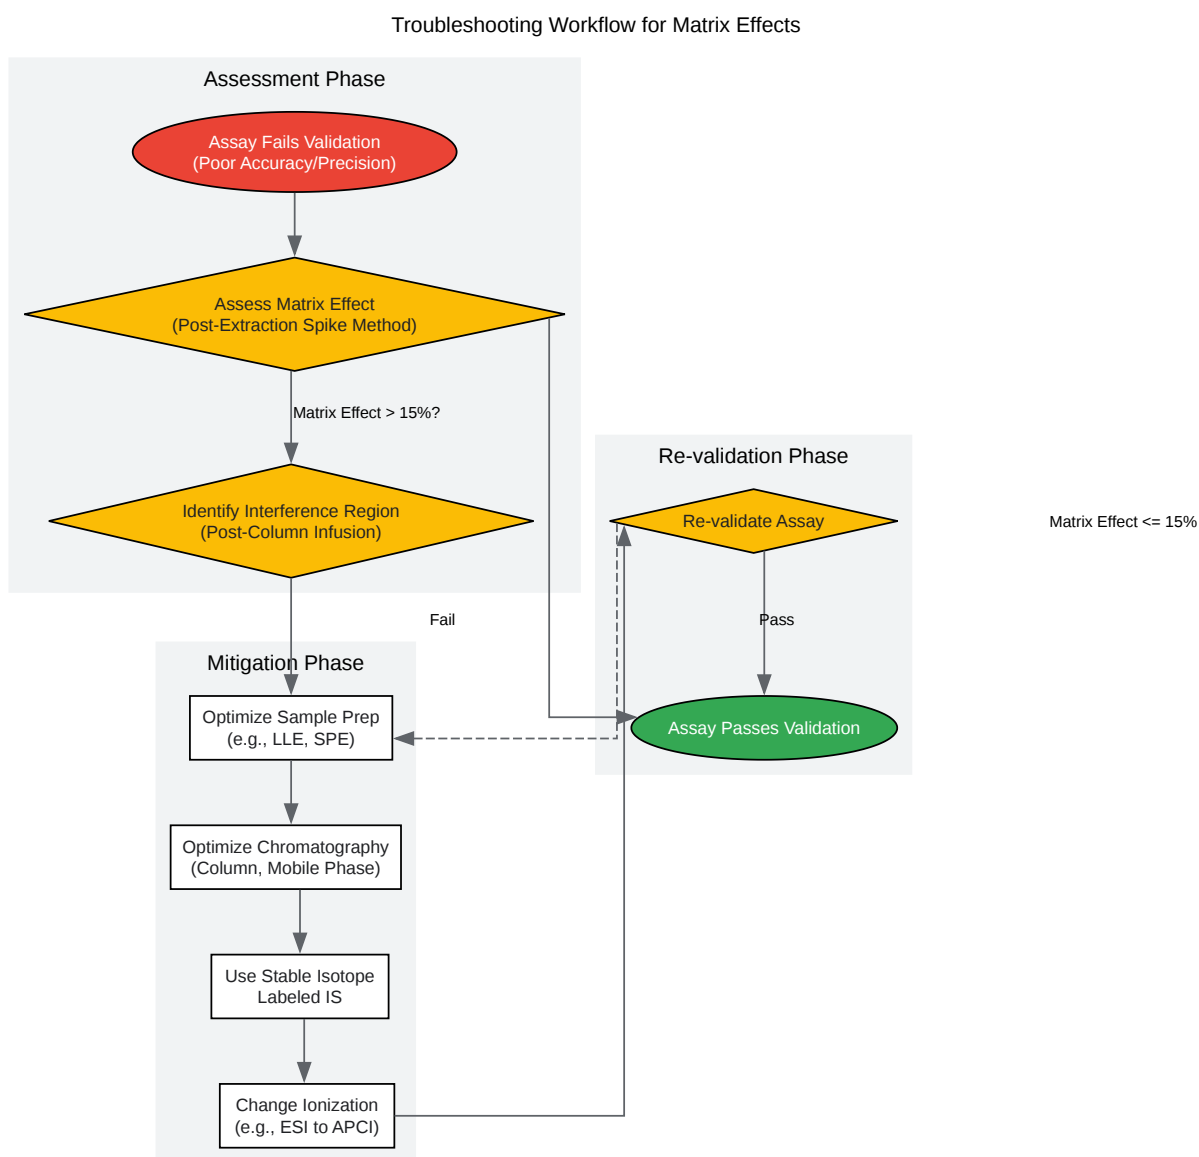 Troubleshooting Workflow for Matrix Effects
Assessment Phase
Assay Fails Validation
(Poor Accuracy/Precision)
Assess Matrix Effect
(Post-Extraction Spike Method)
Matrix Effect > 15%?
Identify Interference Region
(Post-Column Infusion)
Re-validation Phase
Re-validate Assay
Matrix Effect <= 15%
Fail
Pass
Mitigation Phase
Optimize Sample Prep
(e.g., LLE, SPE)
Assay Passes Validation
Optimize Chromatography
(Column, Mobile Phase)
Use Stable Isotope
Labeled IS
Change Ionization
(e.g., ESI to APCI)